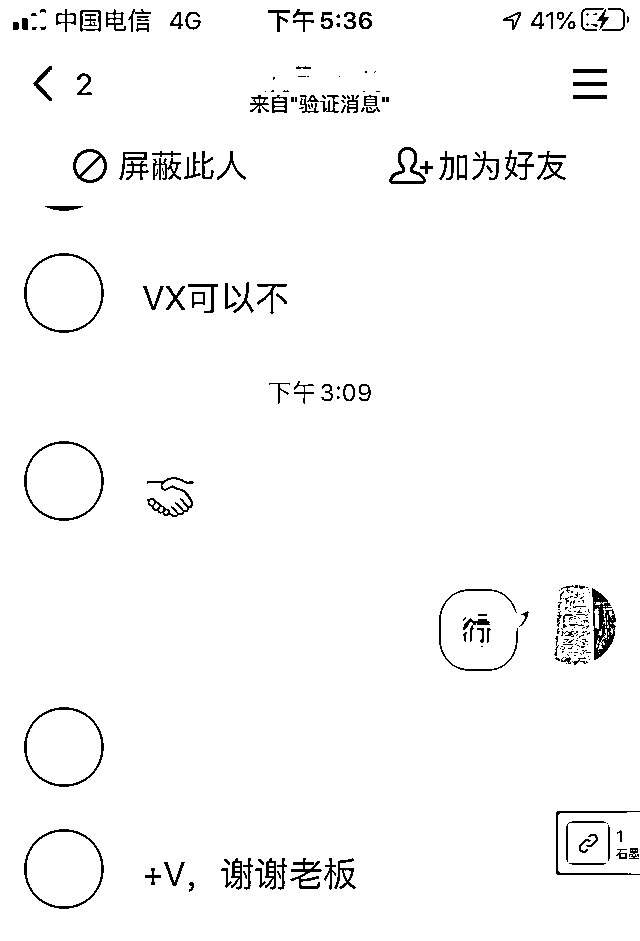 中国电信 4G 下午5:36 41%
2
来自"验证消息"
屏蔽此人 加为好友
VX可以不
下午3:09
行
1
石墨
+V，谢谢老板